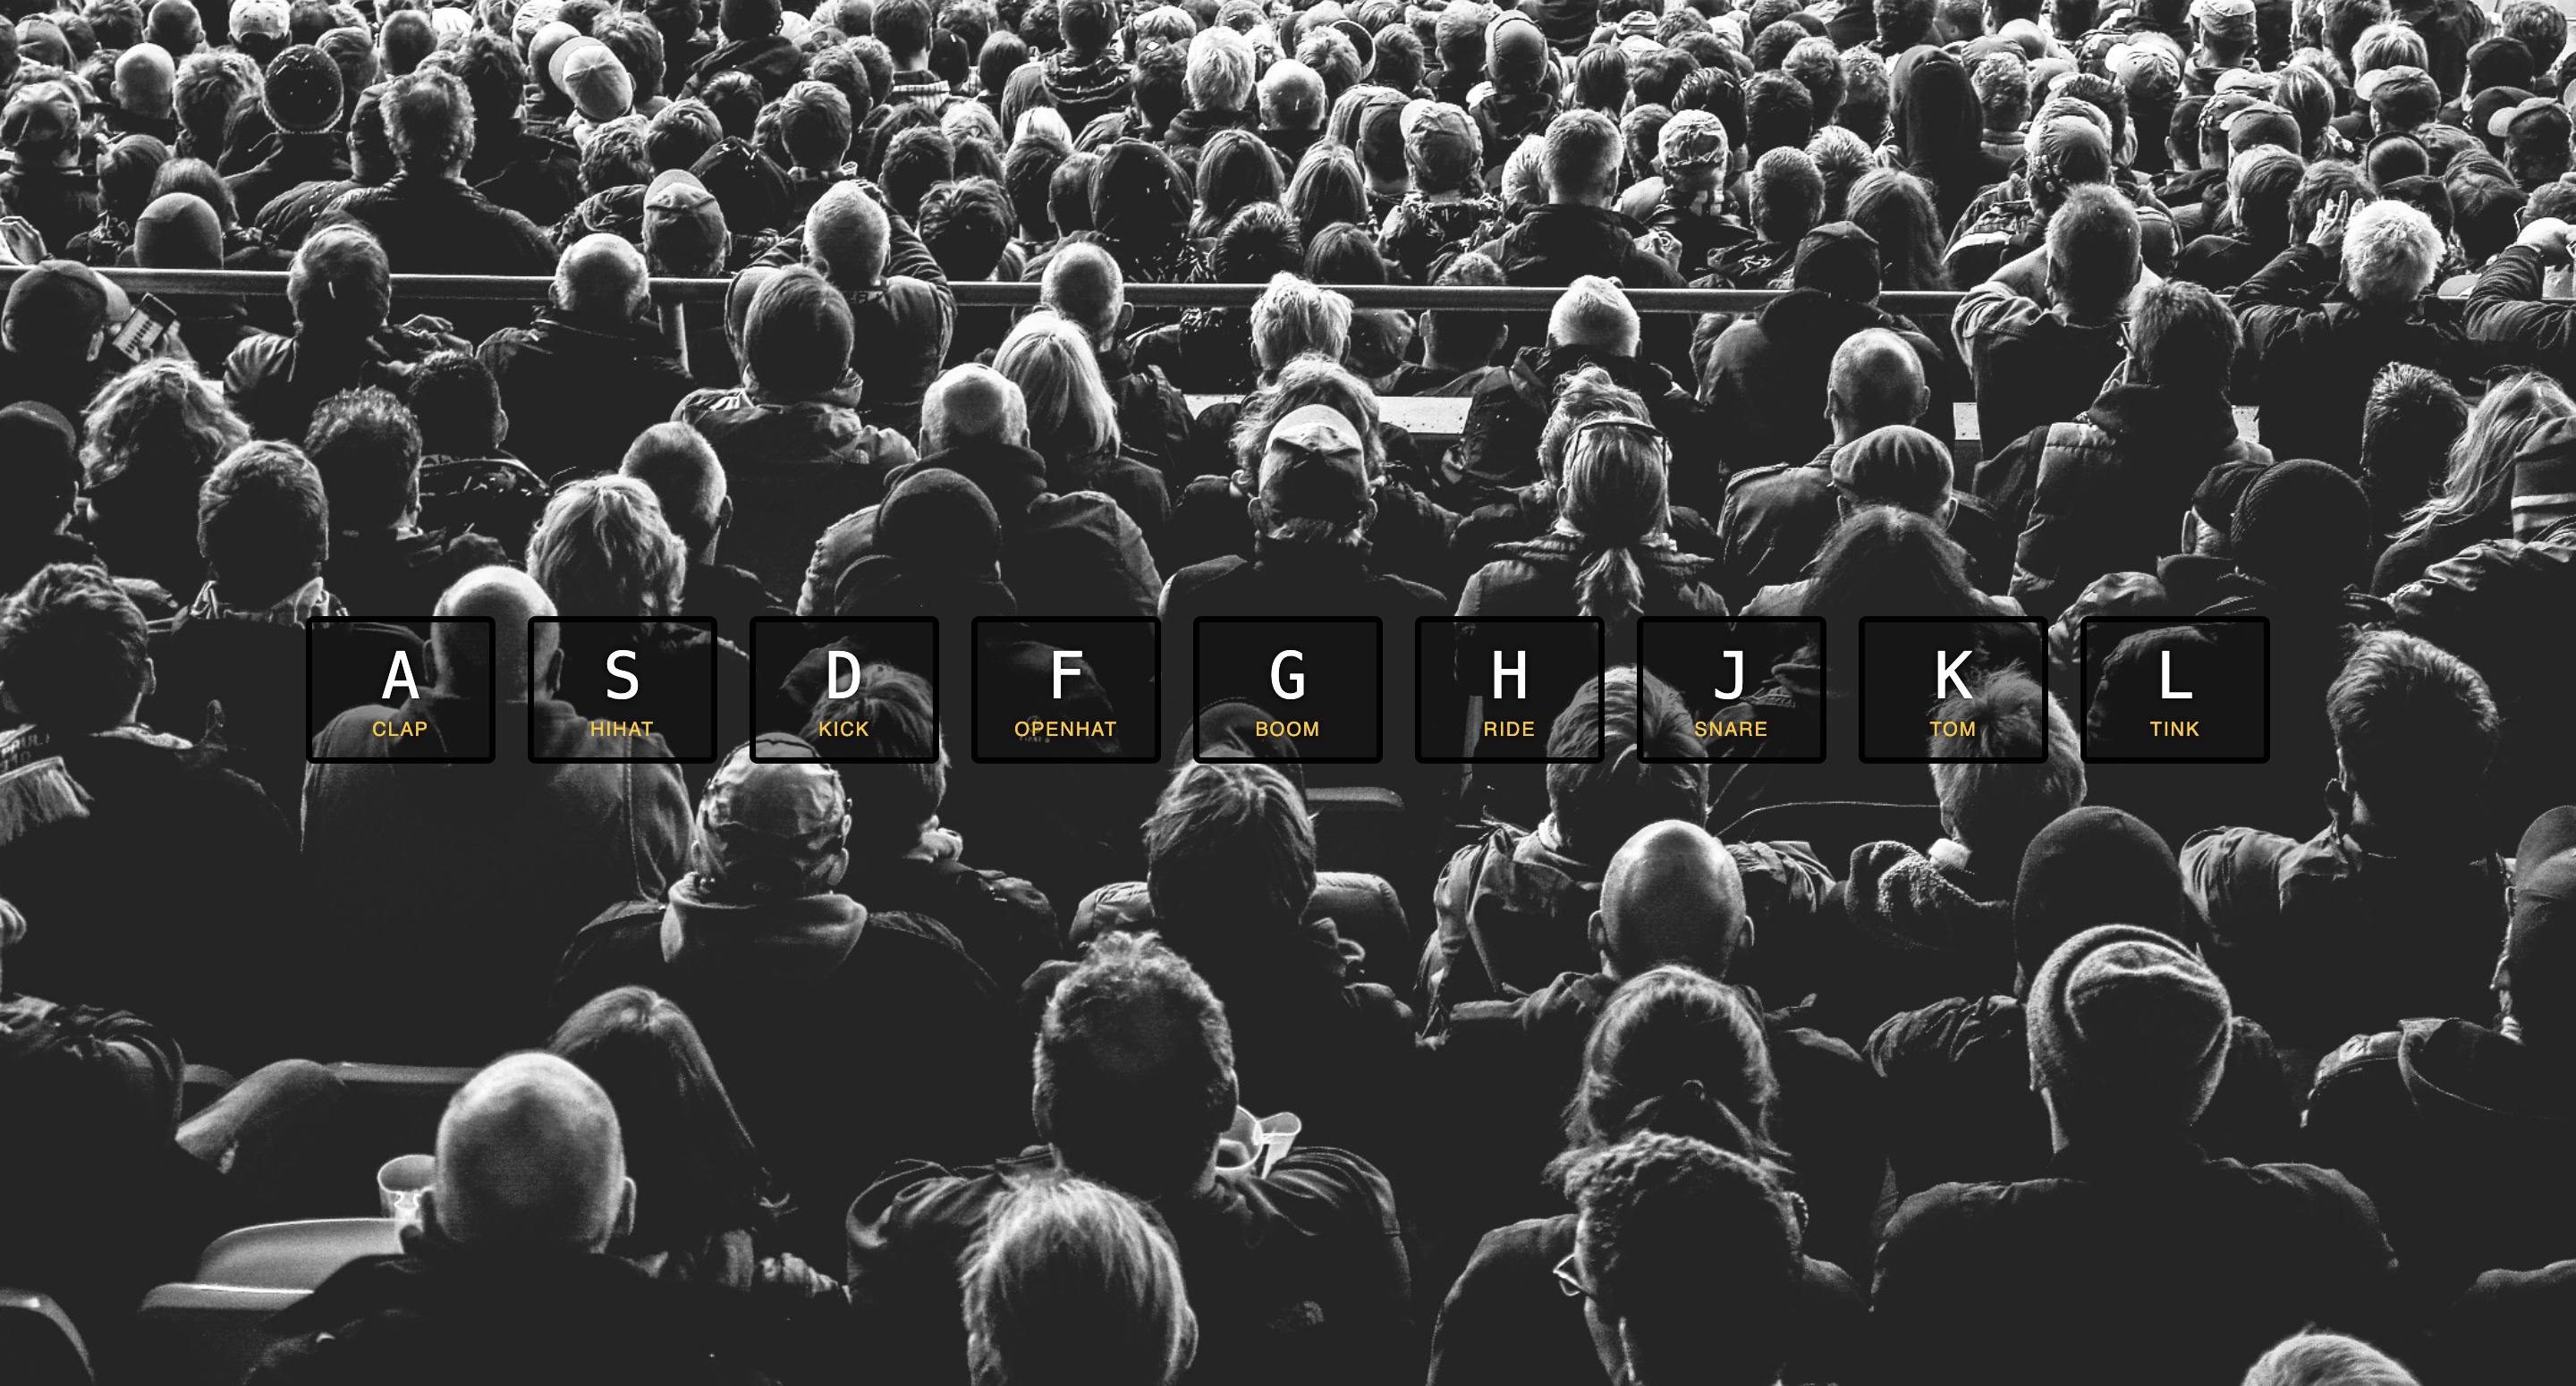 A S D F G H J K L
CLAP HIHAT KICK OPENHAT BOOM RIDE SNARE TOM TINK